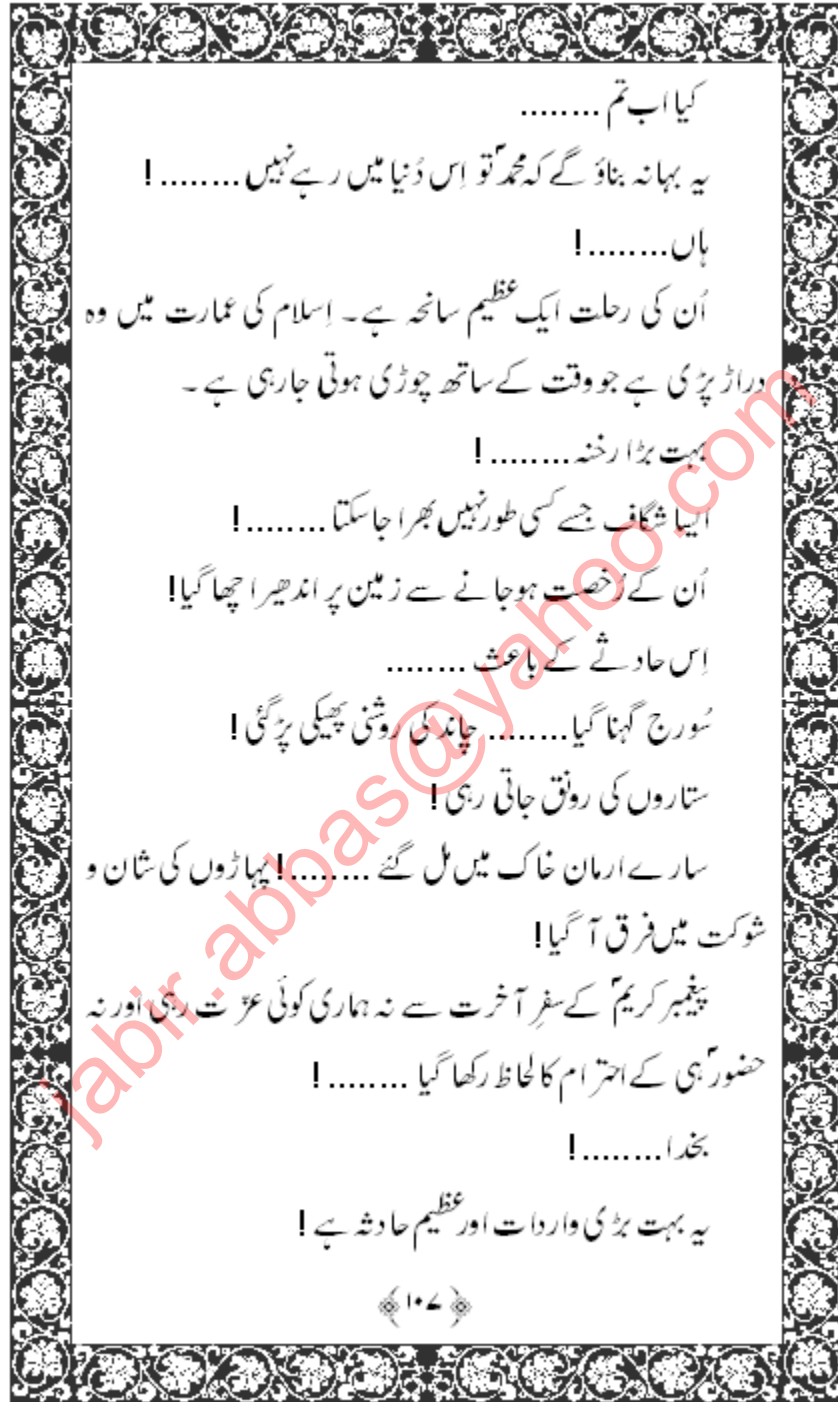 کیا اب تم ........
یہ بہانہ بناؤ گے کہ محمدؐ تو اِس دُنیا میں رہے نہیں ........!
ہاں ........!
اُن کی رحلت ایک عظیم سانحہ ہے۔ اِسلام کی عمارت میں وہ
دراڑ پڑی ہے جو وقت کے ساتھ چوڑی ہوتی جارہی ہے۔
بہت بڑا رخنہ ........!
ایسا شگاف جسے کسی طور نہیں بھرا جاسکتا ........!
اُن کے رُخصت ہوجانے سے زمین پر اندھیرا چھا گیا!
اِس حادثے کے باعث ........
سُورج گہنا گیا ........ چاند کی روشنی پھیکی پڑ گئی!
ستاروں کی رونق جاتی رہی!
سارے ارمان خاک میں مل گئے ........! پہاڑوں کی شان و
شوکت میں فرق آ گیا!
پیغمبر کریمؐ کے سفرِ آخرت سے نہ ہماری کوئی عزّت رہی اور نہ
حضورؐ ہی کے احترام کا لحاظ رکھا گیا ........!
بخدا ........!
یہ بہت بڑی واردات اور عظیم حادثہ ہے!
﴿۱۰۷﴾
jabir.abbas@yahoo.com